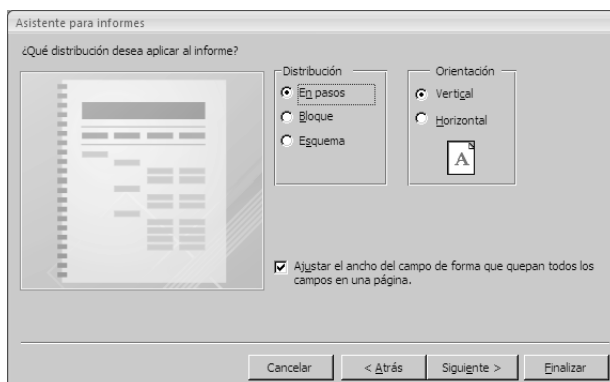 Asistente para informes
¿Qué distribución desea aplicar al informe?
Distribución
En pasos
Bloque
Esquema
Orientación
Vertical
Horizontal
A
Ajustar el ancho del campo de forma que quepan todos los
campos en una página.
Cancelar
< Atrás
Siguiente >
Finalizar